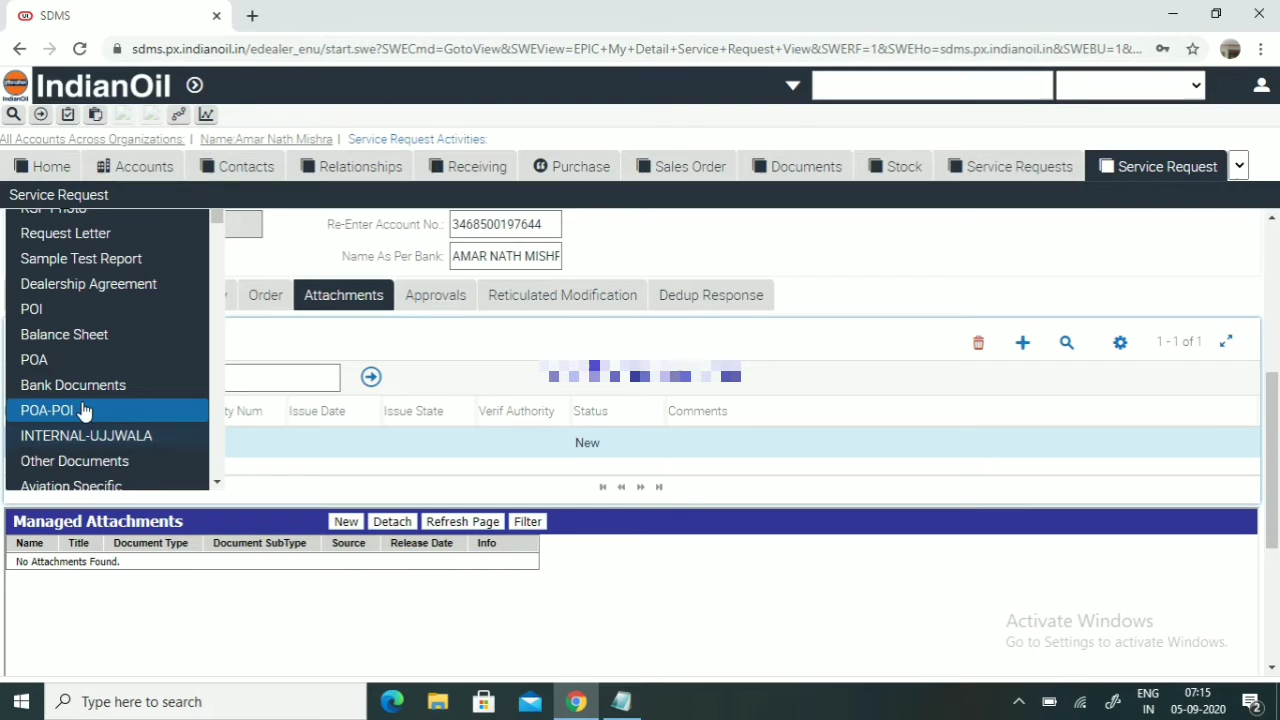 SDMS
sdms.px.indianoil.in/edealer_enu/start.swe?SWECmd=GotoView&SWEView=EPIC+My+Detail+Service+Request+View&SWERF=1&SWEHo=sdms.px.indianoil.in&SWEBU=1&...
IndianOil
All Accounts Across Organizations: | Name:Amar Nath Mishra | Service Request Activities:
Home Accounts Contacts Relationships Receiving Purchase Sales Order Documents Stock Service Requests Service Request
Service Request
Re-Enter Account No.: 3468500197644
Name As Per Bank: AMAR NATH MISHR
Request Letter
Sample Test Report
Dealership Agreement
POI
Balance Sheet
POA
Bank Documents
POA-POI
INTERNAL-UJJWALA
Other Documents
Aviation Specific
Order Attachments Approvals Reticulated Modification Dedup Response
1 - 1 of 1
Num Issue Date Issue State Verif Authority Status Comments
New
Managed Attachments New Detach Refresh Page Filter
Name Title Document Type Document SubType Source Release Date Info
No Attachments Found.
Activate Windows
Go to Settings to activate Windows.
Type here to search
ENG
IN
07:15
05-09-2020
2